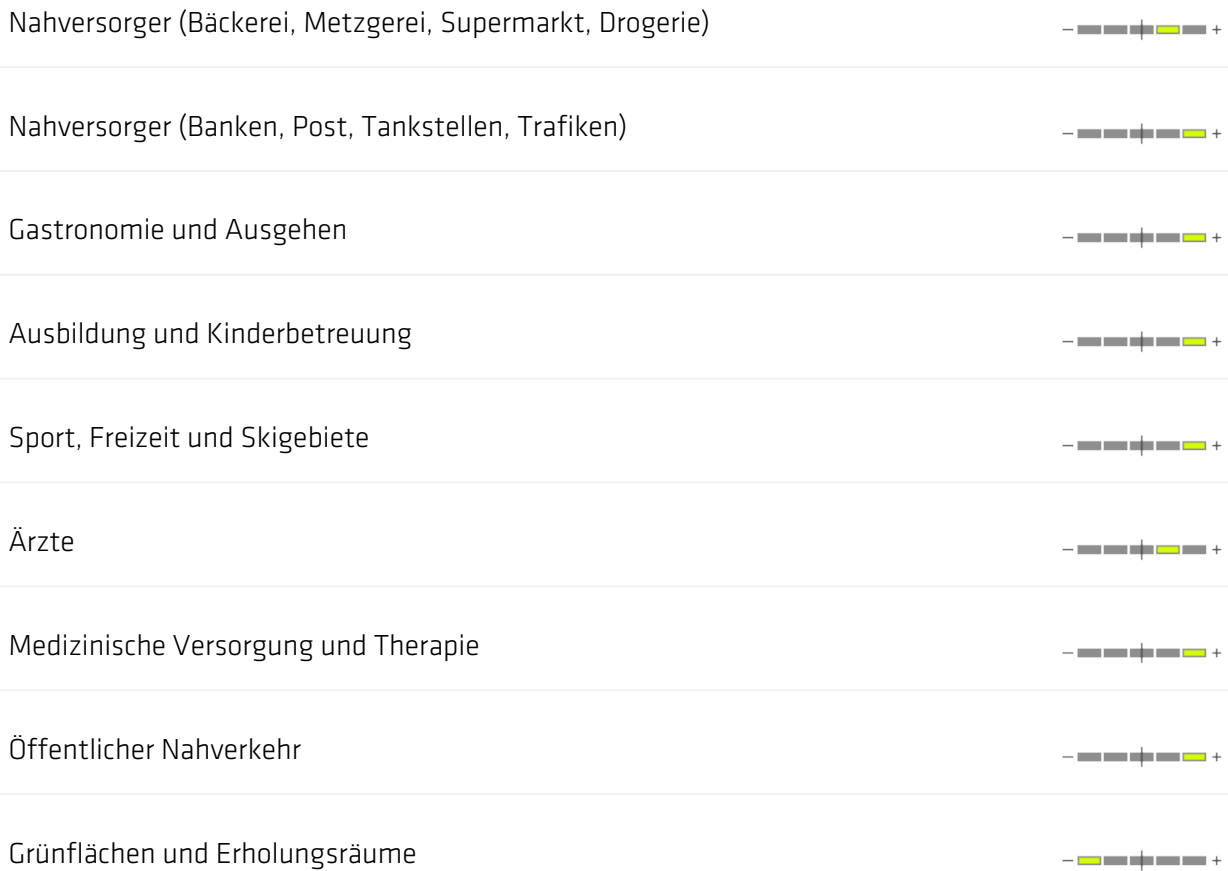 Nahversorger (Bäckerei, Metzgerei, Supermarkt, Drogerie) – +
Nahversorger (Banken, Post, Tankstellen, Trafiken) – +
Gastronomie und Ausgehen – +
Ausbildung und Kinderbetreuung – +
Sport, Freizeit und Skigebiete – +
Ärzte – +
Medizinische Versorgung und Therapie – +
Öffentlicher Nahverkehr – +
Grünflächen und Erholungsräume – +